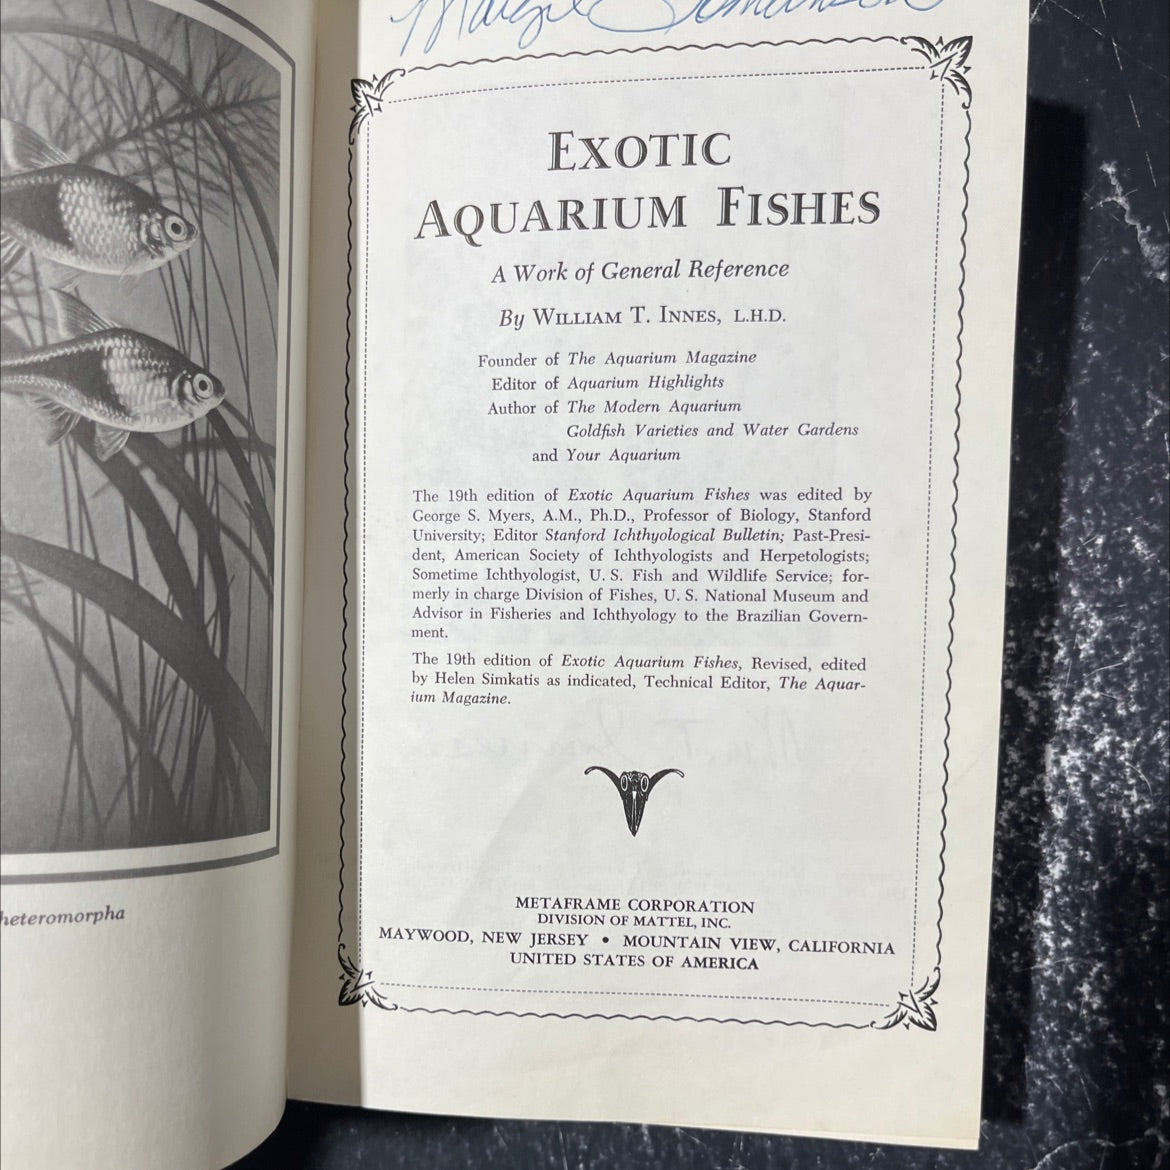 EXOTIC
AQUARIUM FISHES
A Work of General Reference
By WILLIAM T. INNES, L.H.D.
Founder of The Aquarium Magazine
Editor of Aquarium Highlights
Author of The Modern Aquarium
Goldfish Varieties and Water Gardens
and Your Aquarium
The 19th edition of Exotic Aquarium Fishes was edited by
George S. Myers, A.M., Ph.D., Professor of Biology, Stanford
University; Editor Stanford Ichthyological Bulletin; Past-Presi-
dent, American Society of Ichthyologists and Herpetologists;
Sometime Ichthyologist, U. S. Fish and Wildlife Service; for-
merly in charge Division of Fishes, U. S. National Museum and
Advisor in Fisheries and Ichthyology to the Brazilian Govern-
ment.
The 19th edition of Exotic Aquarium Fishes, Revised, edited
by Helen Simkatis as indicated, Technical Editor, The Aquar-
ium Magazine.
METAFRAME CORPORATION
DIVISION OF MATTEL, INC.
MAYWOOD, NEW JERSEY • MOUNTAIN VIEW, CALIFORNIA
UNITED STATES OF AMERICA
heteromorpha